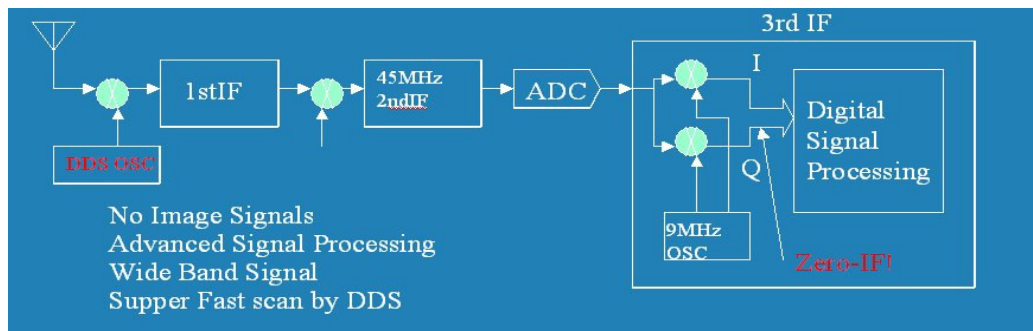 3rd IF
1stIF
45MHz
2ndIF
ADC
I
Digital
Signal
Processing
DDS OSC
Q
9MHz
OSC
Zero-IF!
No Image Signals
Advanced Signal Processing
Wide Band Signal
Supper Fast scan by DDS